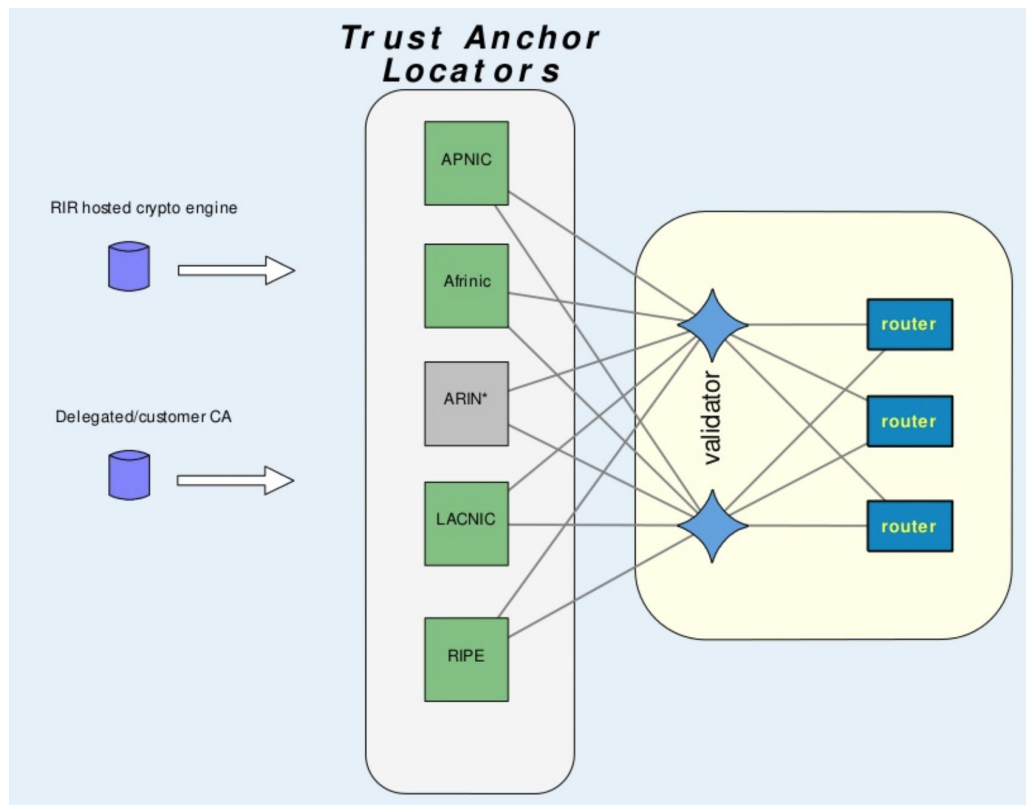 Trust Anchor
Locators
RIR hosted crypto engine
Delegated/customer CA
APNIC
Afrinic
ARIN*
LACNIC
RIPE
validator
router
router
router